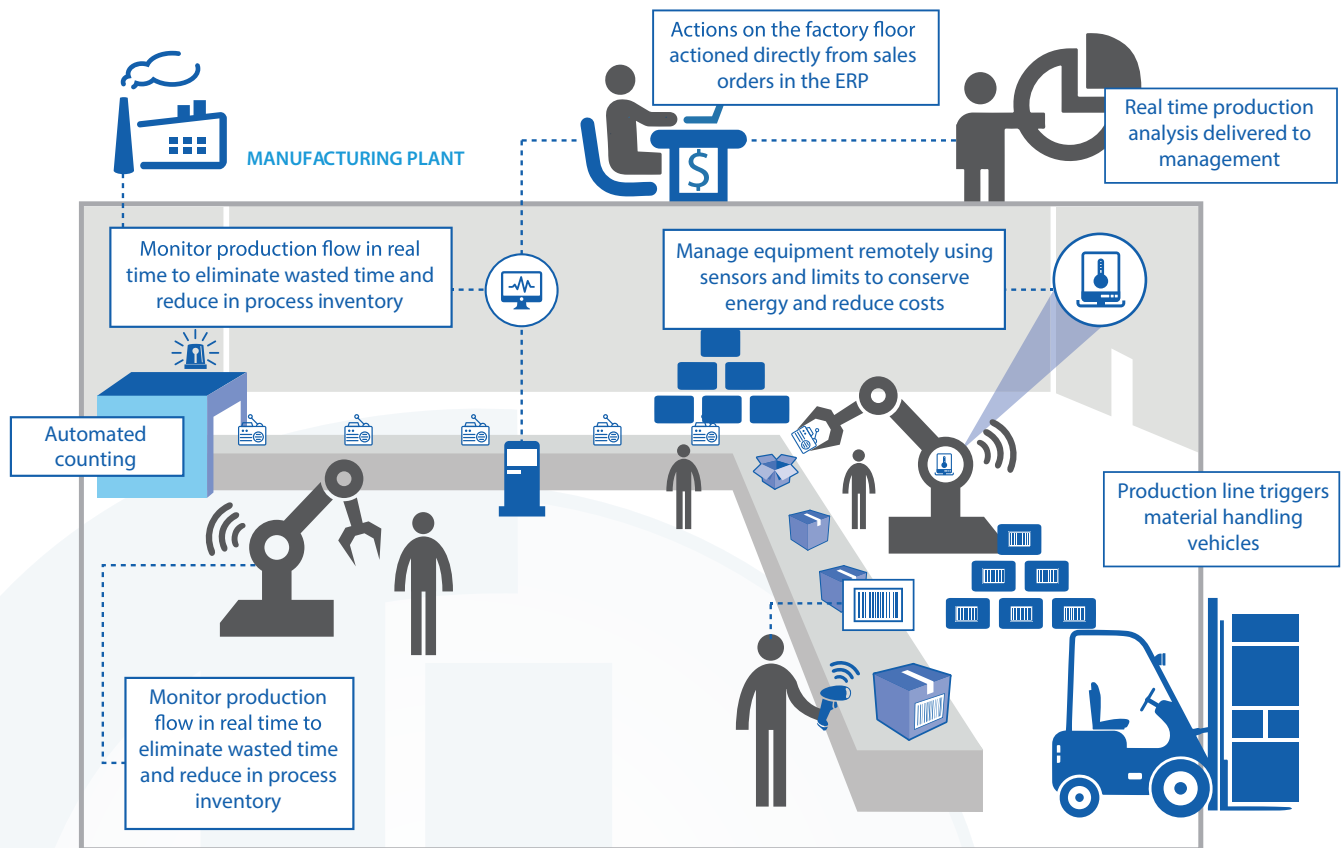 Actions on the factory floor
actioned directly from sales
orders in the ERP
Real time production
analysis delivered to
management
MANUFACTURING PLANT
Monitor production flow in real
time to eliminate wasted time and
reduce in process inventory
Manage equipment remotely using
sensors and limits to conserve
energy and reduce costs
Automated
counting
Production line triggers
material handling
vehicles
Monitor production
flow in real time to
eliminate wasted time
and reduce in process
inventory
$